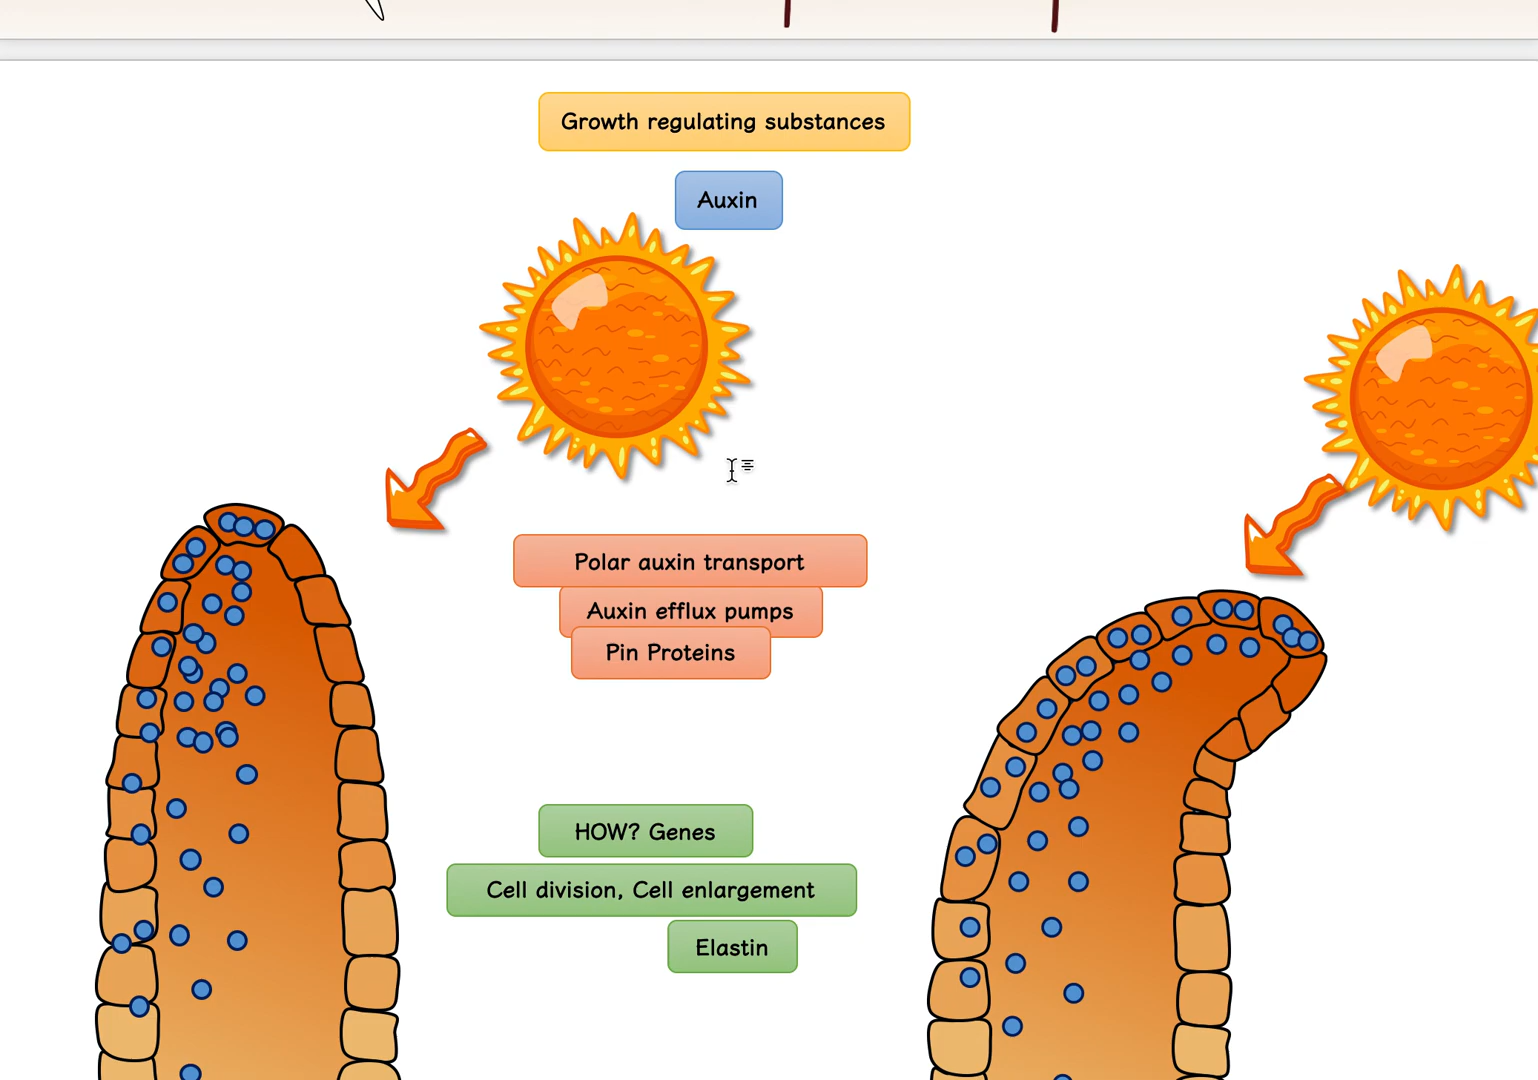 Growth regulating substances
Auxin
Polar auxin transport
Auxin efflux pumps
Pin Proteins
HOW? Genes
Cell division, Cell enlargement
Elastin